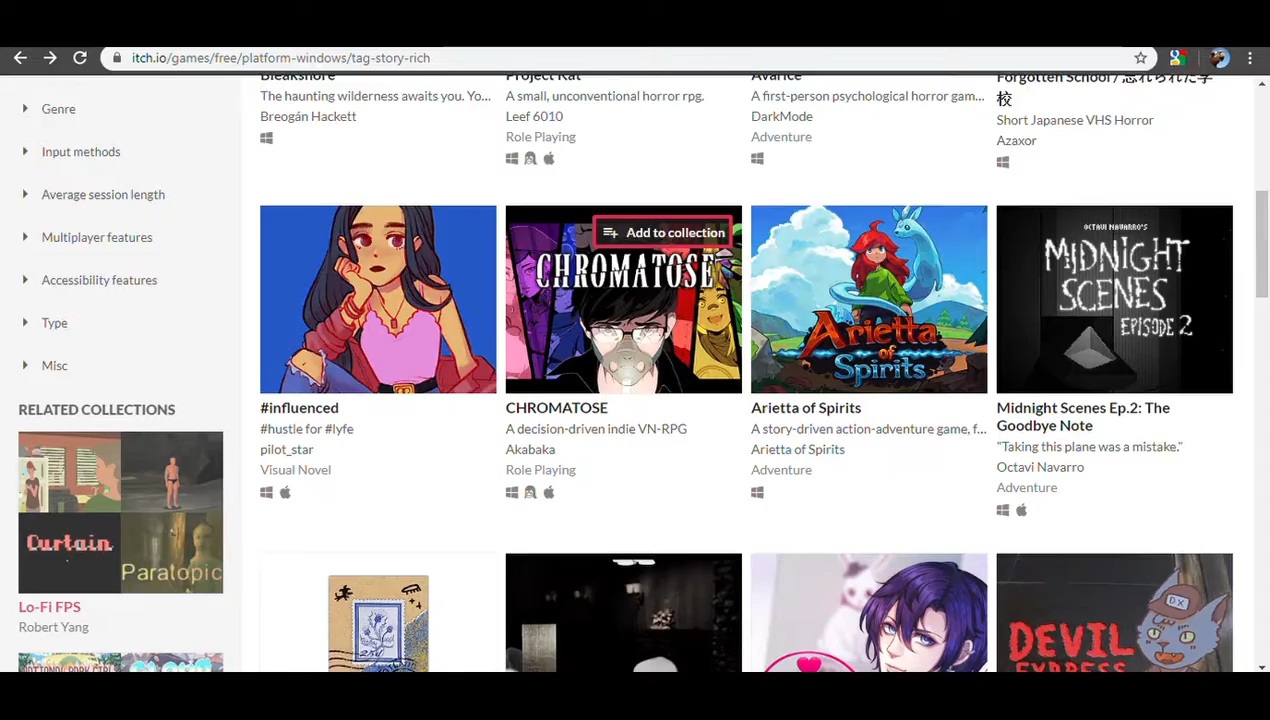 itch.io/games/free/platform-windows/tag-story-rich
Bleakshore
Project Kat
Avarice
Forgotten School / 忘れられた学
校
The haunting wilderness awaits you. Yo...
A small, unconventional horror rpg.
A first-person psychological horror gam...
Short Japanese VHS Horror
Breogán Hackett
Leef 6010
DarkMode
Azaxor
Role Playing
Adventure
Genre
Input methods
Average session length
Multiplayer features
Accessibility features
Type
Misc
RELATED COLLECTIONS
Curtain
Paratopic
Lo-Fi FPS
Robert Yang
Add to collection
CHROMATOSE
Arietta
of
Spirits
OCTAVI NAVARRO'S
MIDNIGHT
SCENES
EPISODE 2
#influenced
#hustle for #lyfe
pilot_star
Visual Novel
CHROMATOSE
A decision-driven indie VN-RPG
Akabaka
Role Playing
Arietta of Spirits
A story-driven action-adventure game, f...
Arietta of Spirits
Adventure
Midnight Scenes Ep.2: The
Goodbye Note
"Taking this plane was a mistake."
Octavi Navarro
Adventure
DX
DEVIL
EXPRESS